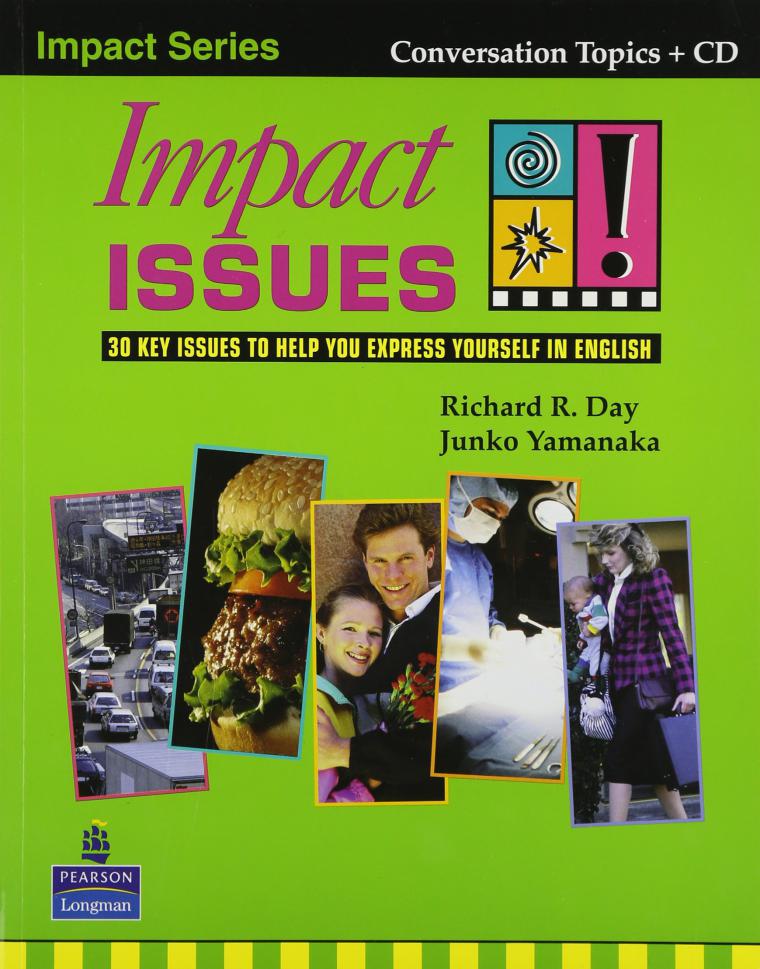 Impact Series
Conversation Topics + CD
Impact
ISSUES
!
30 KEY ISSUES TO HELP YOU EXPRESS YOURSELF IN ENGLISH
Richard R. Day
Junko Yamanaka
PEARSON
Longman